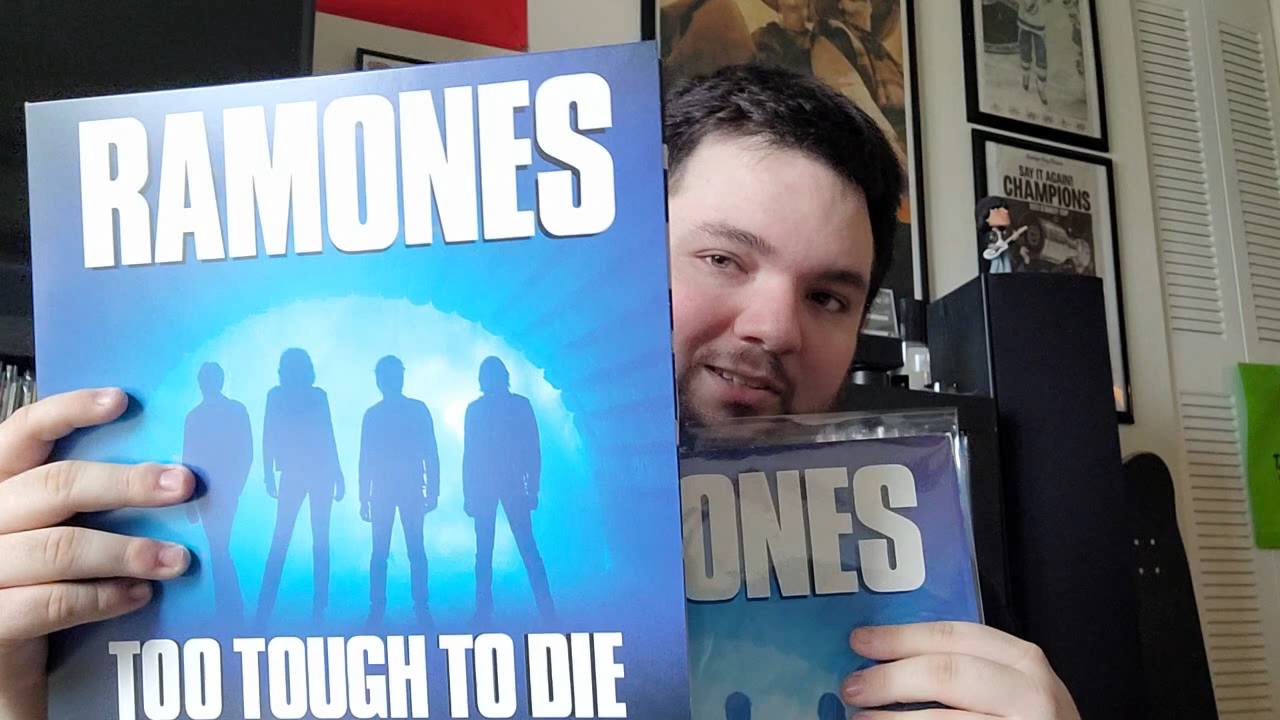 RAMONES
TOO TOUGH TO DIE
ONES
SAY IT AGAIN!
CHAMPIONS